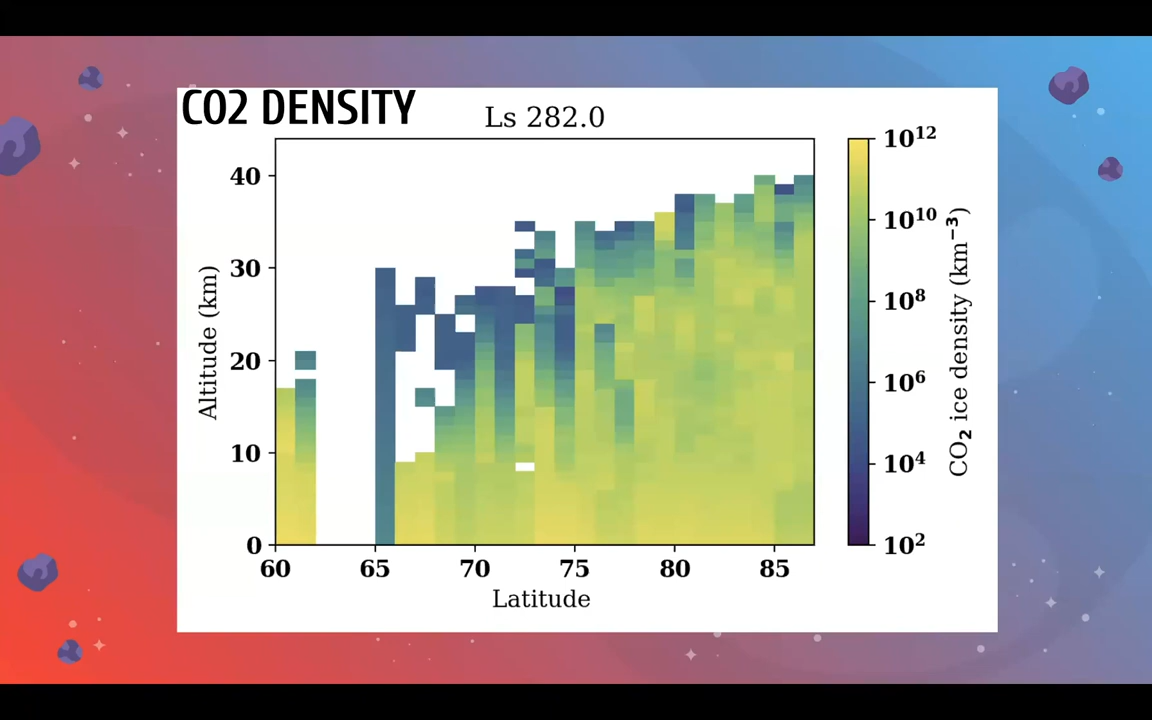 CO2 DENSITY
Ls 282.0
40
30
20
10
0
Altitude (km)
60 65 70 75 80 85
Latitude
10¹²
10¹⁰
10⁸
10⁶
10⁴
10²
CO₂ ice density (km⁻³)